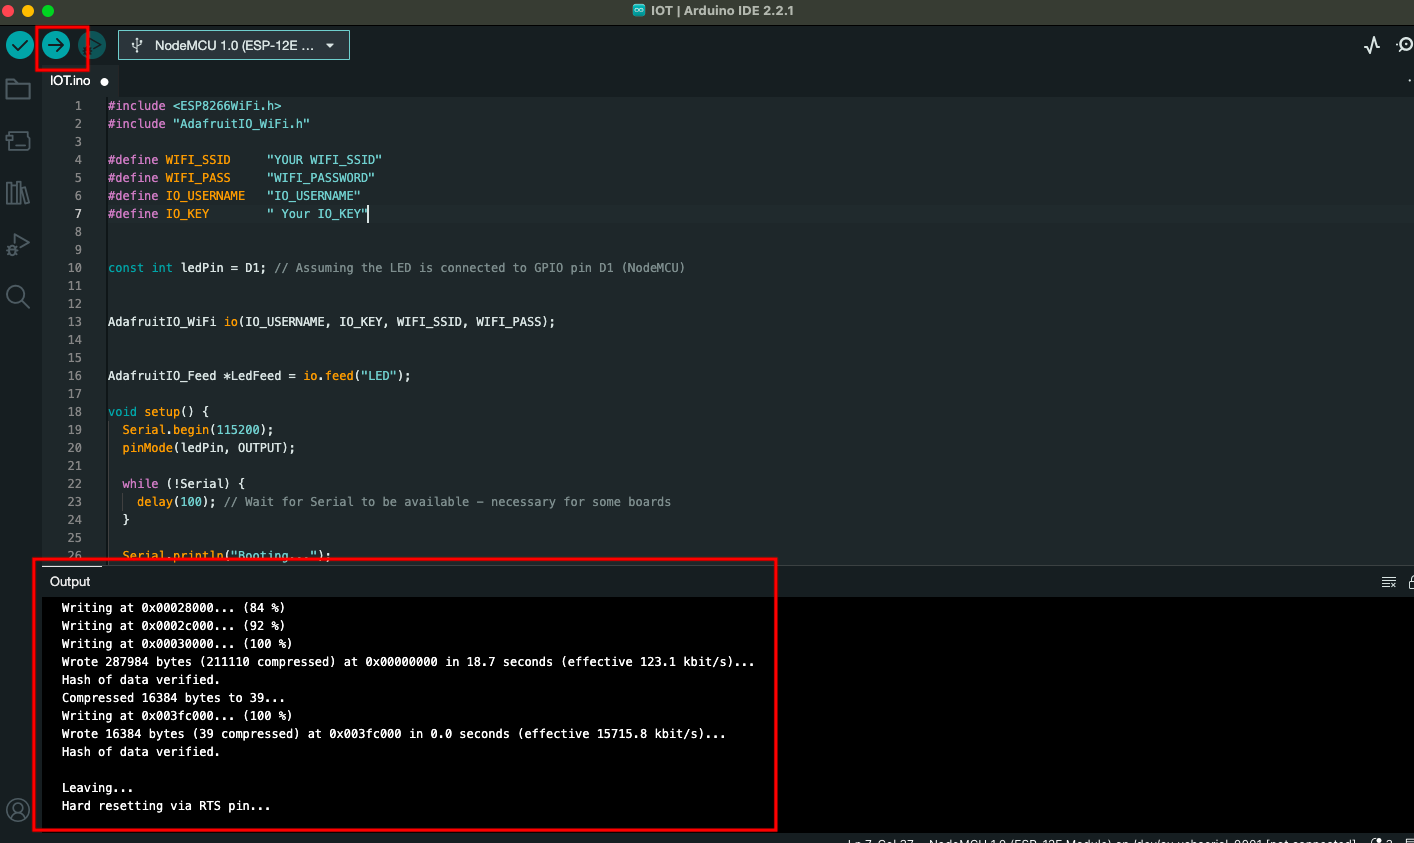 IOT | Arduino IDE 2.2.1
NodeMCU 1.0 (ESP-12E ...
IOT.ino
1 #include <ESP8266WiFi.h>
2 #include "AdafruitIO_WiFi.h"
3
4 #define WIFI_SSID     "YOUR WIFI_SSID"
5 #define WIFI_PASS     "WIFI_PASSWORD"
6 #define IO_USERNAME   "IO_USERNAME"
7 #define IO_KEY        " Your IO_KEY"
8
9
10 const int ledPin = D1; // Assuming the LED is connected to GPIO pin D1 (NodeMCU)
11
12
13 AdafruitIO_WiFi io(IO_USERNAME, IO_KEY, WIFI_SSID, WIFI_PASS);
14
15
16 AdafruitIO_Feed *LedFeed = io.feed("LED");
17
18 void setup() {
19   Serial.begin(115200);
20   pinMode(ledPin, OUTPUT);
21
22   while (!Serial) {
23     delay(100); // Wait for Serial to be available - necessary for some boards
24   }
25
26   Serial.println("Booting...");
Output
Writing at 0x00028000... (84 %)
Writing at 0x0002c000... (92 %)
Writing at 0x00030000... (100 %)
Wrote 287984 bytes (211110 compressed) at 0x00000000 in 18.7 seconds (effective 123.1 kbit/s)...
Hash of data verified.
Compressed 16384 bytes to 39...
Writing at 0x003fc000... (100 %)
Wrote 16384 bytes (39 compressed) at 0x003fc000 in 0.0 seconds (effective 15715.8 kbit/s)...
Hash of data verified.
Leaving...
Hard resetting via RTS pin...